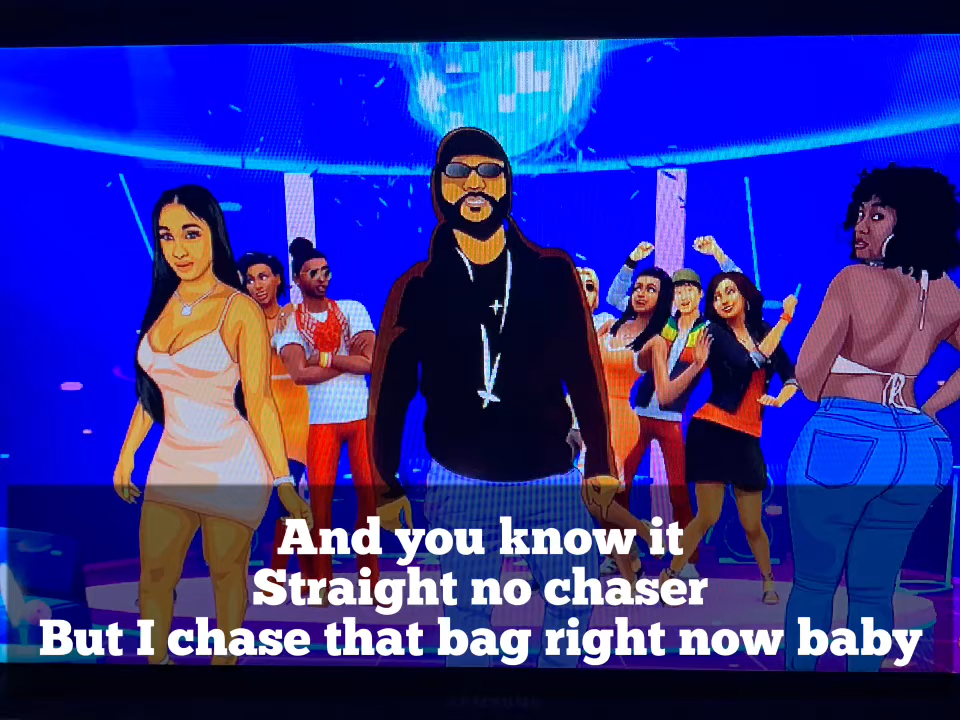 And you know it
Straight no chaser
But I chase that bag right now baby